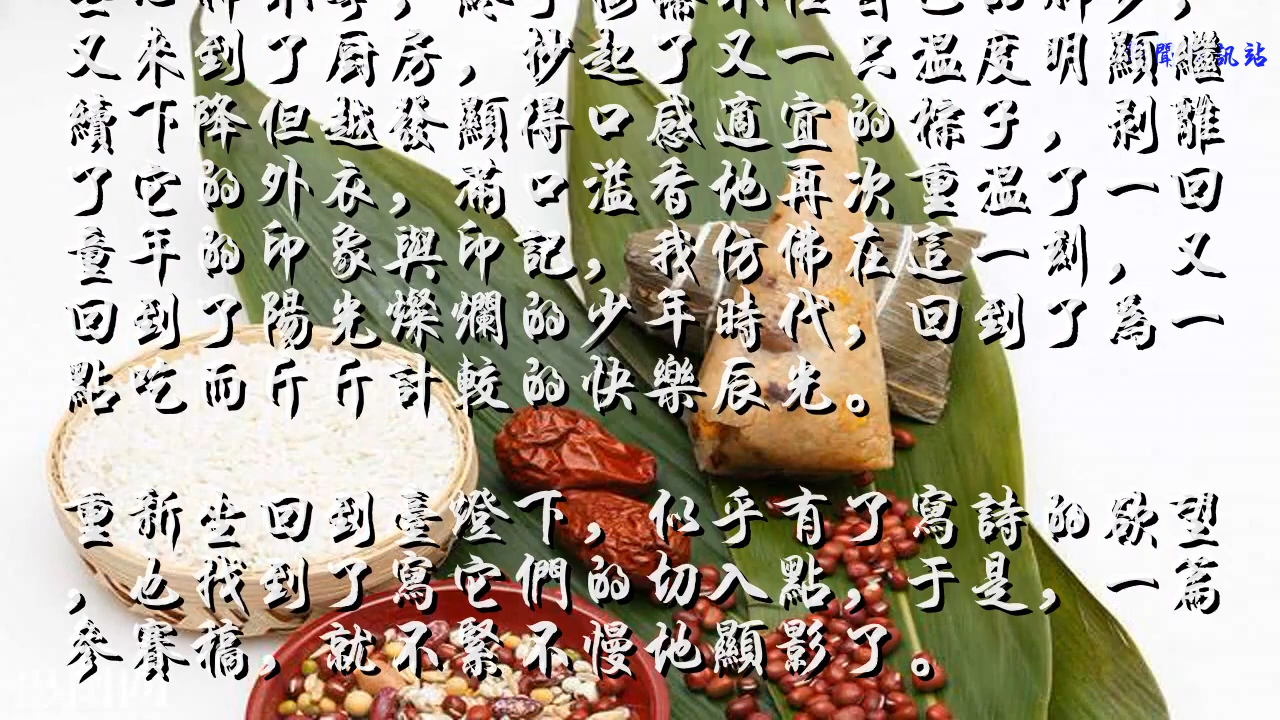 又來到了厨房，抄起了又一只溫度明顯繼
續下降但越發顯得口感適宜的粽子，剥離
了它的外衣，滿口溢香地再次重溫了一回
童年的印象與印記，我仿佛在這一刻，又
回到了陽光燦爛的少年時代，回到了為一
點吃而斤斤計較的快樂辰光。
重新坐回到臺燈下，似乎有了寫詩的欲望
，也找到了寫它們的切入點，于是，一篇
參賽稿，就不緊不慢地顯影了。
聞 訊站